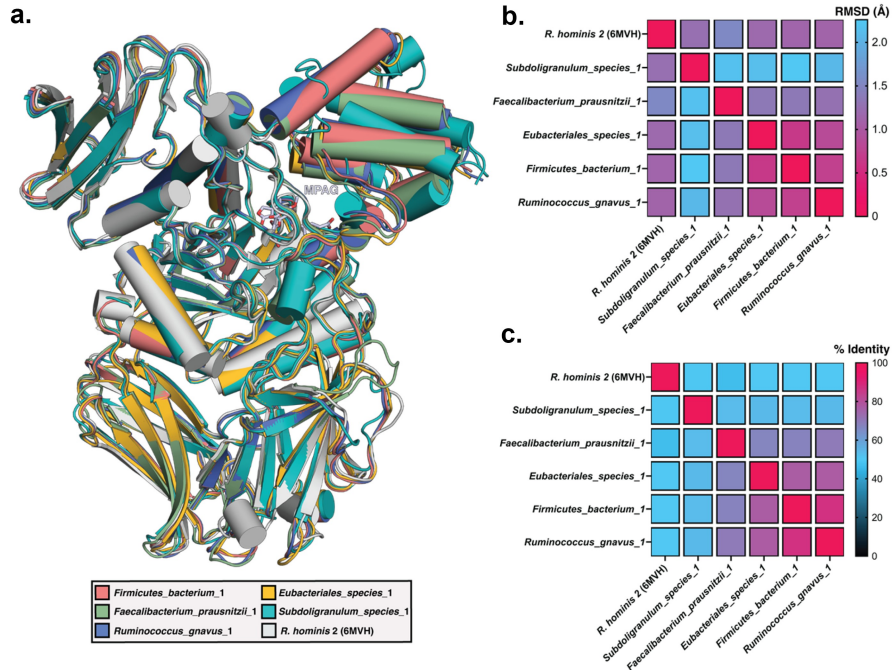 a.
MPAG
Firmicutes_bacterium_1
Eubacteriales_species_1
Faecalibacterium_prausnitzii_1
Subdoligranulum_species_1
Ruminococcus_gnavus_1
R. hominis 2 (6MVH)
b.
RMSD (Å)
R. hominis 2 (6MVH)
Subdoligranulum_species_1
Faecalibacterium_prausnitzii_1
Eubacteriales_species_1
Firmicutes_bacterium_1
Ruminococcus_gnavus_1
2.0
1.5
1.0
0.5
0
R. hominis 2 (6MVH)
Subdoligranulum_species_1
Faecalibacterium_prausnitzii_1
Eubacteriales_species_1
Firmicutes_bacterium_1
Ruminococcus_gnavus_1
c.
% Identity
R. hominis 2 (6MVH)
Subdoligranulum_species_1
Faecalibacterium_prausnitzii_1
Eubacteriales_species_1
Firmicutes_bacterium_1
Ruminococcus_gnavus_1
100
80
60
40
20
0
R. hominis 2 (6MVH)
Subdoligranulum_species_1
Faecalibacterium_prausnitzii_1
Eubacteriales_species_1
Firmicutes_bacterium_1
Ruminococcus_gnavus_1